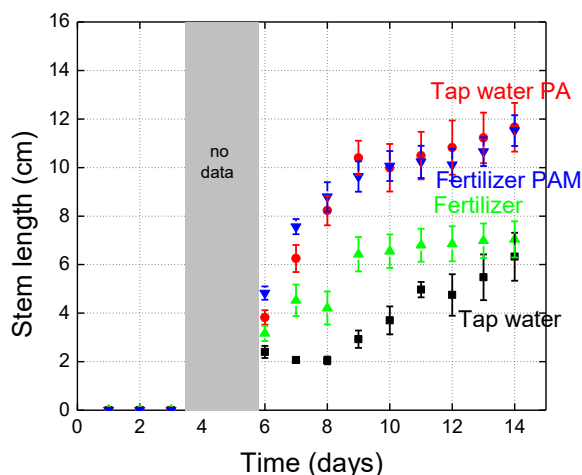 16
14
12
10
8
6
4
2
0
Stem length (cm)
no
data
Tap water PA
Fertilizer PAM
Fertilizer
Tap water
0 2 4 6 8 10 12 14
Time (days)